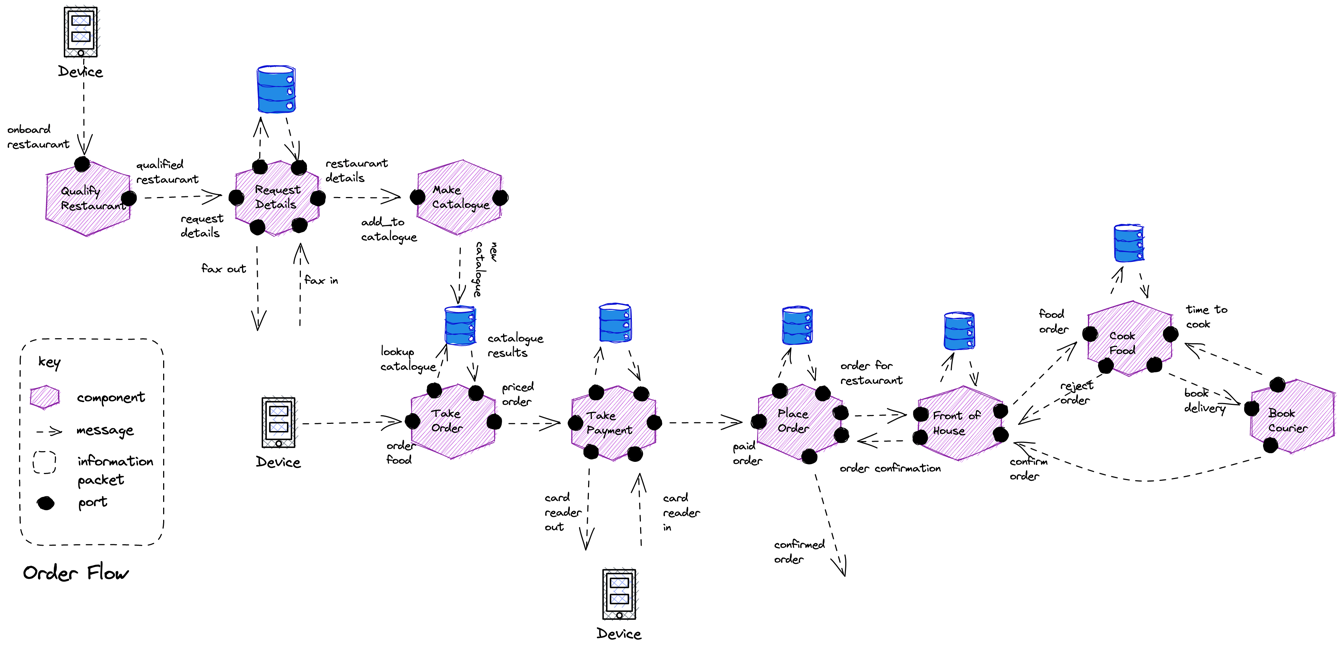 Device
onboard
restaurant
qualified
restaurant
Qualify
Restaurant
request
details
Request
Details
restaurant
details
add_to
catalogue
Make
Catalogue
fax out
fax in
new
catalogue
key
component
message
information
packet
port
Order Flow
Device
lookup
catalogue
catalogue
results
order
food
Take
Order
priced
order
Take
Payment
card
reader
out
card
reader
in
Device
paid
order
Place
Order
order for
restaurant
order confirmation
confirmed
order
Front of
House
food
order
reject
order
confirm
order
Cook
Food
time to
cook
book
delivery
Book
Courier